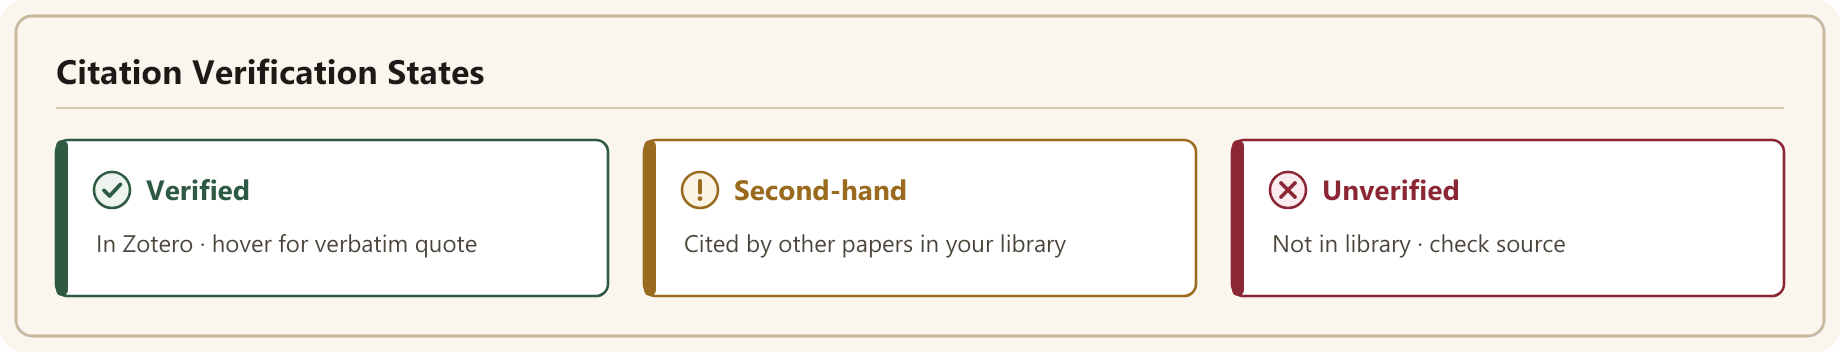 Citation Verification States
Verified
In Zotero · hover for verbatim quote
Second-hand
Cited by other papers in your library
Unverified
Not in library · check source